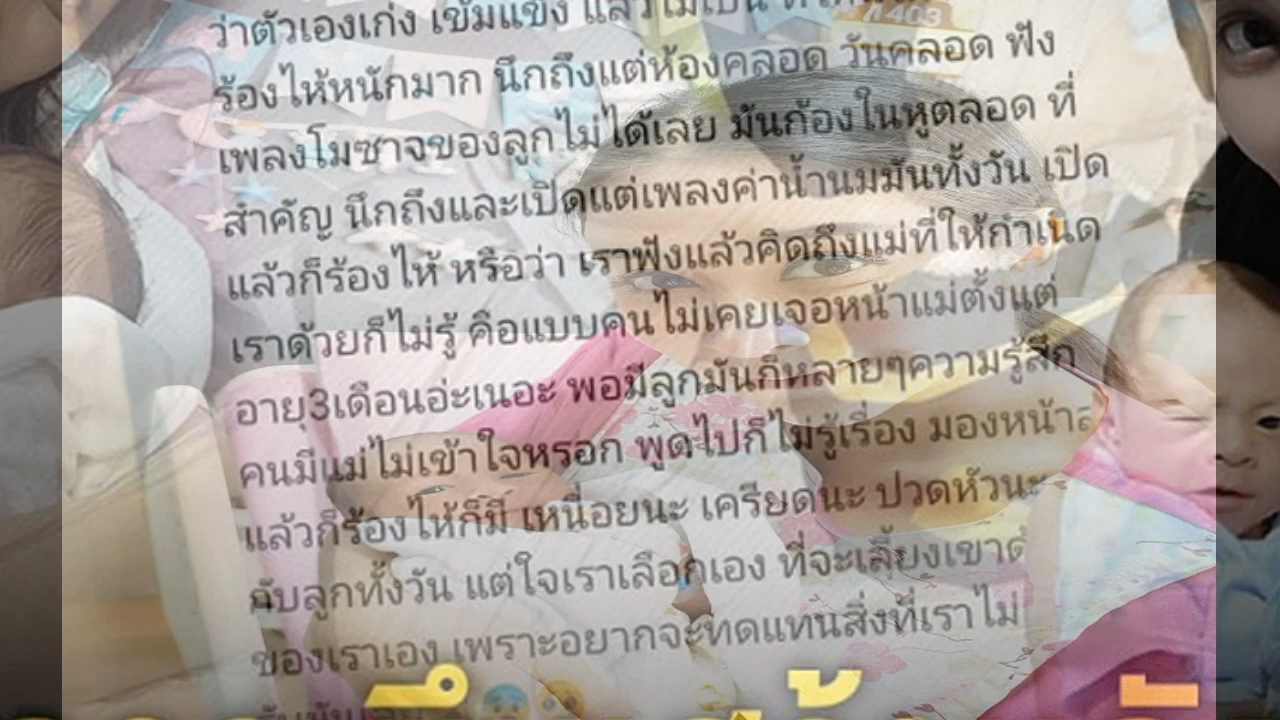 ว่าตัวเองเก่ง เข้มแข็ง แล้วไม่เป็น
1403
ร้องไห้หนักมาก นึกถึงแต่ห้องคลอด วันคลอด ฟัง
เพลงโมซาจของลูกไม่ได้เลย มันก้องในหูตลอด ที่
สำคัญ นึกถึงและเปิดแต่เพลงค่าน้ำนมมันทั้งวัน เปิด
แล้วก็ร้องไห้ หรือว่า เราฟังแล้วคิดถึงแม่ที่ให้กำเนิด
เราด้วยก็ไม่รู้ คือแบบคนไม่เคยเจอหน้าแม่ตั้งแต่
อายุ3เดือนอ่ะเนอะ พอมีลูกมันก็หลายๆความรู้สึก
คนมีแม่ไม่เข้าใจหรอก พูดไปก็ไม่รู้เรื่อง มองหน้า
แล้วก็ร้องไห้ก็มี เหนื่อยนะ เครียดนะ ปวดหัวนะ
กับลูกทั้งวัน แต่ใจเราเลือกเอง ที่จะเลี้ยงเขา
ของเราเอง เพราะอยากจะทดแทนสิ่งที่เราไม่